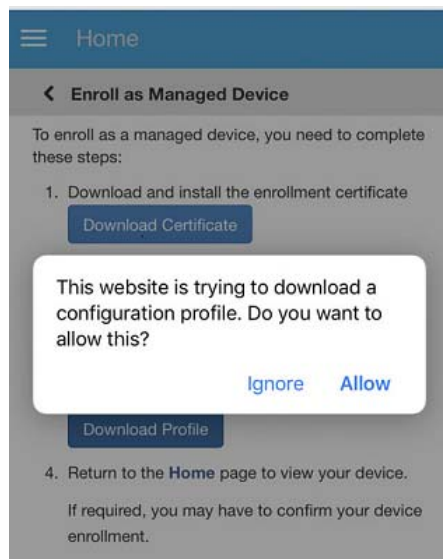 Home
Enroll as Managed Device
To enroll as a managed device, you need to complete
these steps:
1. Download and install the enrollment certificate
Download Certificate
This website is trying to download a
configuration profile. Do you want to
allow this?
Ignore Allow
Download Profile
4. Return to the Home page to view your device.
If required, you may have to confirm your device
enrollment.